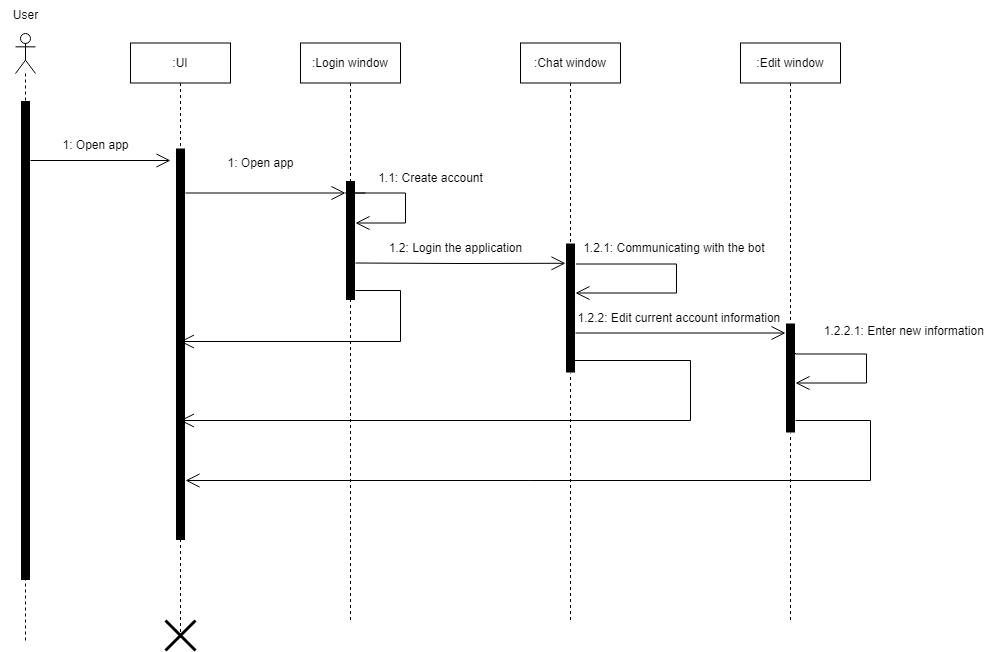 User
:UI
:Login window
:Chat window
:Edit window
1: Open app
1: Open app
1.1: Create account
1.2: Login the application
1.2.1: Communicating with the bot
1.2.2: Edit current account information
1.2.2.1: Enter new information